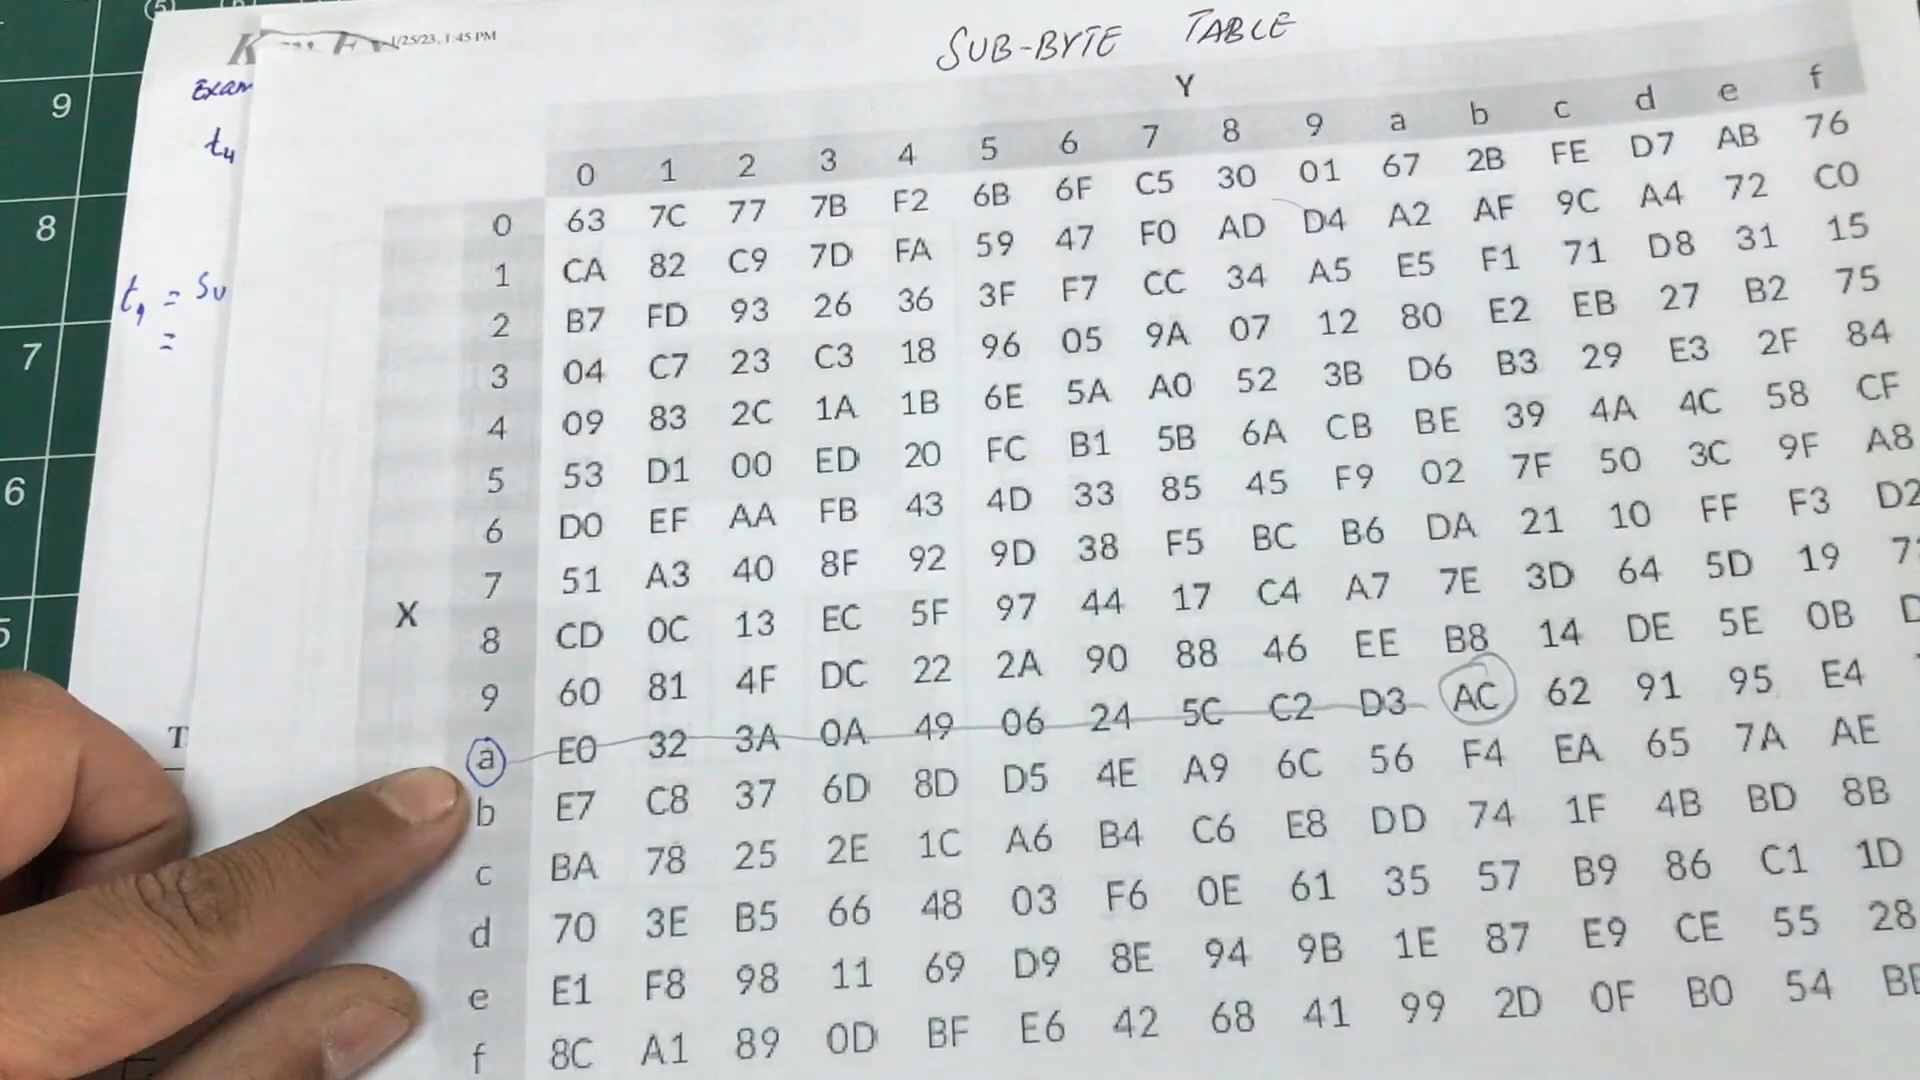 1/25/23, 1:45 PM
SUB-BYTE TABLE
Exam
t4
t9 = Su
=
T
9
8
7
6
5
Y
0 1 2 3 4 5 6 7 8 9 a b c d e f
X
0 63 7C 77 7B F2 6B 6F C5 30 01 67 2B FE D7 AB 76
1 CA 82 C9 7D FA 59 47 F0 AD D4 A2 AF 9C A4 72 C0
2 B7 FD 93 26 36 3F F7 CC 34 A5 E5 F1 71 D8 31 15
3 04 C7 23 C3 18 96 05 9A 07 12 80 E2 EB 27 B2 75
4 09 83 2C 1A 1B 6E 5A A0 52 3B D6 B3 29 E3 2F 84
5 53 D1 00 ED 20 FC B1 5B 6A CB BE 39 4A 4C 58 CF
6 D0 EF AA FB 43 4D 33 85 45 F9 02 7F 50 3C 9F A8
7 51 A3 40 8F 92 9D 38 F5 BC B6 DA 21 10 FF F3 D2
8 CD 0C 13 EC 5F 97 44 17 C4 A7 7E 3D 64 5D 19
9 60 81 4F DC 22 2A 90 88 46 EE B8 14 DE 5E 0B
a E0 32 3A 0A 49 06 24 5C C2 D3 AC 62 91 95 E4
b E7 C8 37 6D 8D D5 4E A9 6C 56 F4 EA 65 7A AE
c BA 78 25 2E 1C A6 B4 C6 E8 DD 74 1F 4B BD 8B
d 70 3E B5 66 48 03 F6 0E 61 35 57 B9 86 C1 1D
e E1 F8 98 11 69 D9 8E 94 9B 1E 87 E9 CE 55 28
f 8C A1 89 0D BF E6 42 68 41 99 2D 0F B0 54